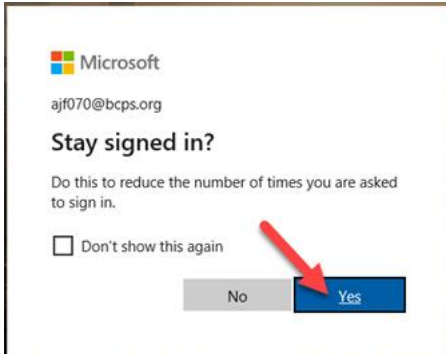 Microsoft
ajf070@bcps.org
Stay signed in?
Do this to reduce the number of times you are asked
to sign in.
Don't show this again
No
Yes